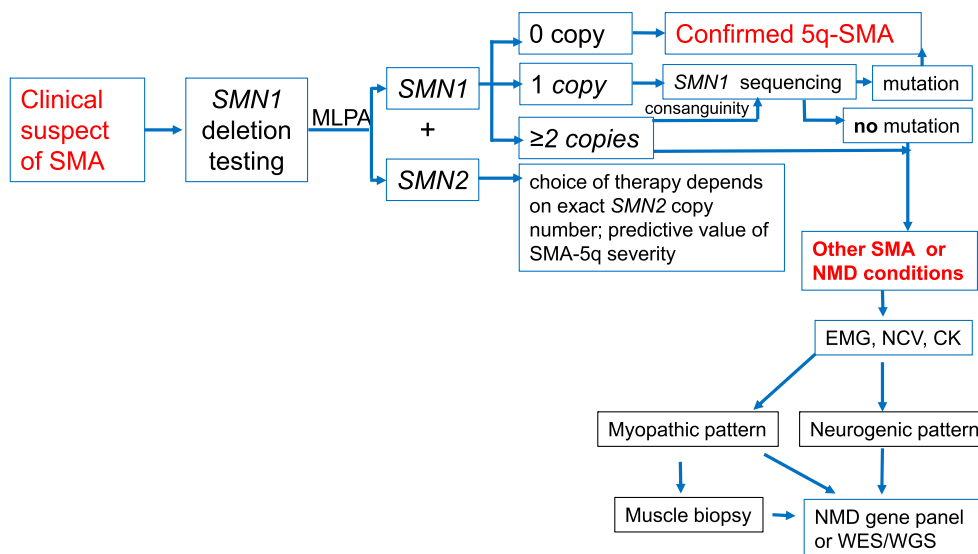 Clinical
suspect
of SMA
SMN1
deletion
testing
MLPA
SMN1
+
SMN2
0 copy
Confirmed 5q-SMA
1 copy
SMN1 sequencing
mutation
consanguinity
≥2 copies
no mutation
choice of therapy depends
on exact SMN2 copy
number; predictive value of
SMA-5q severity
Other SMA or
NMD conditions
EMG, NCV, CK
Myopathic pattern
Neurogenic pattern
Muscle biopsy
NMD gene panel
or WES/WGS